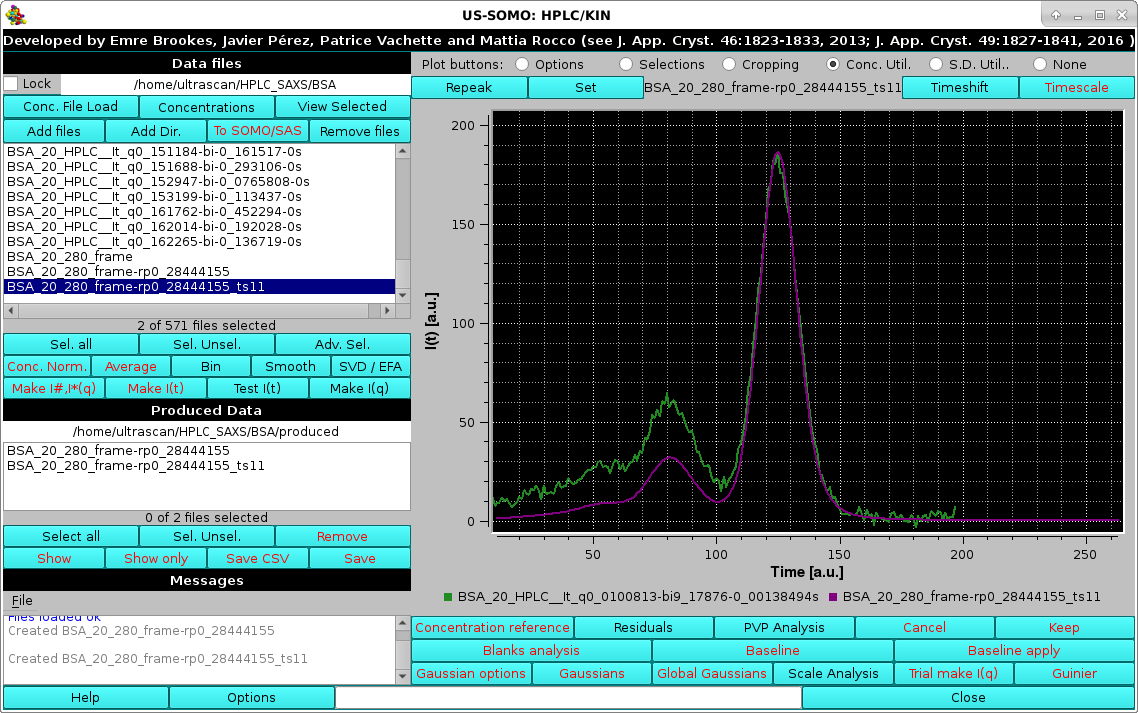 US-SOMO: HPLC/KIN
Developed by Emre Brookes, Javier Pérez, Patrice Vachette and Mattia Rocco (see J. App. Cryst. 46:1823-1833, 2013; J. App. Cryst. 49:1827-1841, 2016 )
Data files
Lock /home/ultrascan/HPLC_SAXS/BSA
Conc. File Load Concentrations View Selected
Add files Add Dir. To SOMO/SAS Remove files
BSA_20_HPLC__It_q0_151184-bi-0_161517-0s
BSA_20_HPLC__It_q0_151688-bi-0_293106-0s
BSA_20_HPLC__It_q0_152947-bi-0_0765808-0s
BSA_20_HPLC__It_q0_153199-bi-0_113437-0s
BSA_20_HPLC__It_q0_161762-bi-0_452294-0s
BSA_20_HPLC__It_q0_162014-bi-0_192028-0s
BSA_20_HPLC__It_q0_162265-bi-0_136719-0s
BSA_20_280_frame
BSA_20_280_frame-rp0_28444155
BSA_20_280_frame-rp0_28444155_ts11
2 of 571 files selected
Sel. all Sel. Unsel. Adv. Sel.
Conc. Norm. Average Bin Smooth SVD / EFA
Make I#,I*(q) Make I(t) Test I(t) Make I(q)
Produced Data
/home/ultrascan/HPLC_SAXS/BSA/produced
BSA_20_280_frame-rp0_28444155
BSA_20_280_frame-rp0_28444155_ts11
0 of 2 files selected
Select all Sel. Unsel. Remove
Show Show only Save CSV Save
Messages
File
Files loaded ok
Created BSA_20_280_frame-rp0_28444155
Created BSA_20_280_frame-rp0_28444155_ts11
Plot buttons: Options Selections Cropping Conc. Util. S.D. Util.. None
Repeak Set BSA_20_280_frame-rp0_28444155_ts11 Timeshift Timescale
200
150
100
50
0
I(t) [a.u.]
50 100 150 200 250
Time [a.u.]
BSA_20_HPLC__It_q0_0100813-bi9_17876-0_00138494s BSA_20_280_frame-rp0_28444155_ts11
Concentration reference Residuals PVP Analysis Cancel Keep
Blanks analysis Baseline Baseline apply
Gaussian options Gaussians Global Gaussians Scale Analysis Trial make I(q) Guinier
Help Options Close